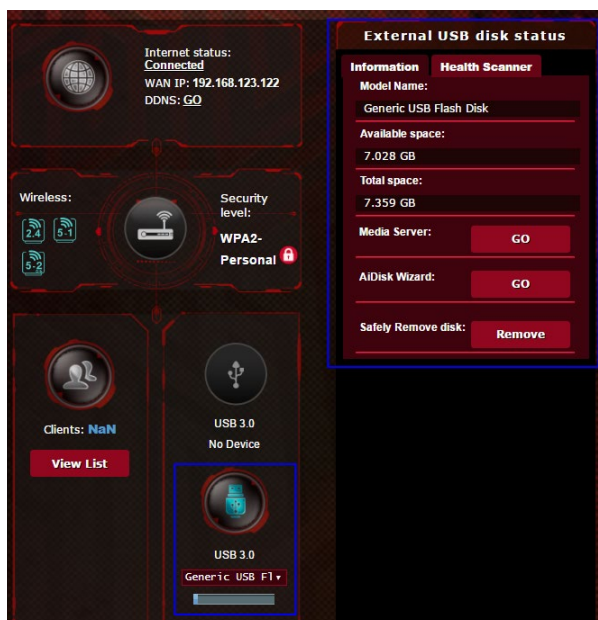 Internet status:
Connected
WAN IP: 192.168.123.122
DDNS: GO
Wireless:
2.4
5-1
5-2
Security
level:
WPA2-
Personal
Clients: NaN
View List
USB 3.0
No Device
USB 3.0
Generic USB Fl
External USB disk status
Information
Health Scanner
Model Name:
Generic USB Flash Disk
Available space:
7.028 GB
Total space:
7.359 GB
Media Server:
GO
AiDisk Wizard:
GO
Safely Remove disk:
Remove